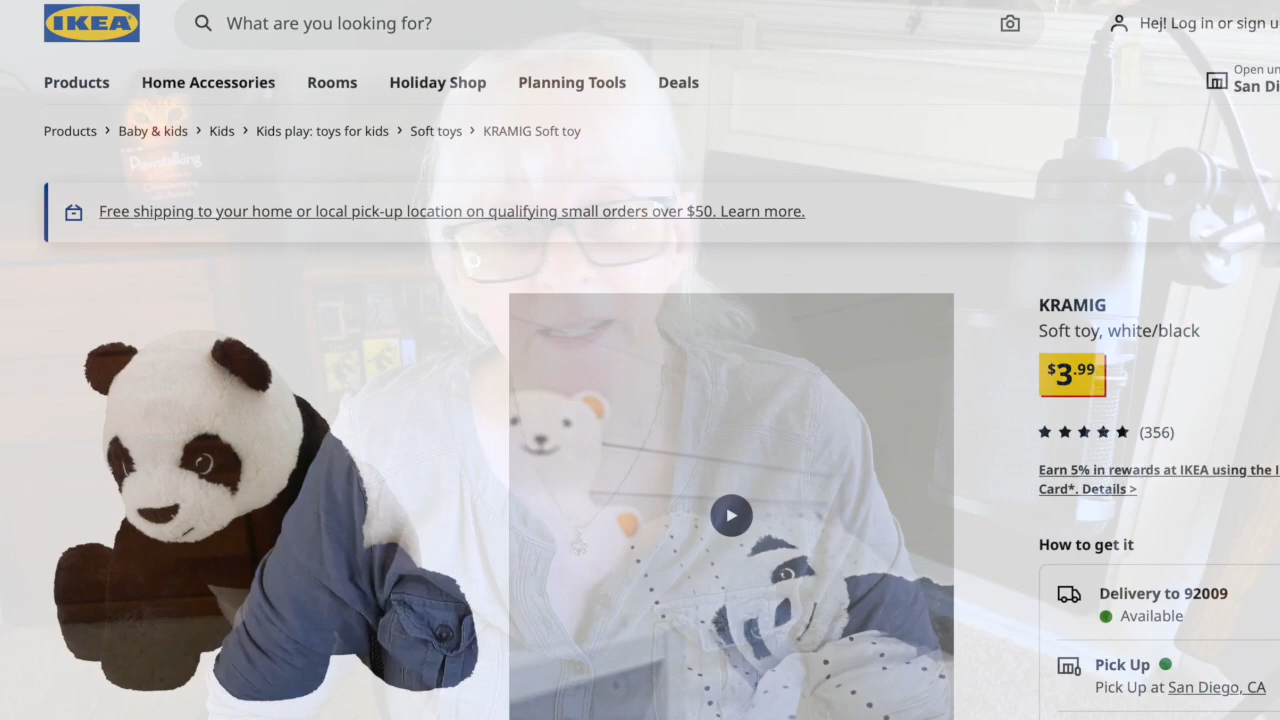 IKEA
What are you looking for?
Hej! Log in or sign u
Products Home Accessories Rooms Holiday Shop Planning Tools Deals
Open un
San Di
Products > Baby & kids > Kids > Kids play: toys for kids > Soft toys > KRAMIG Soft toy
Pawstalking
Free shipping to your home or local pick-up location on qualifying small orders over $50. Learn more.
KRAMIG
Soft toy, white/black
$3.99
(356)
Earn 5% in rewards at IKEA using the I
Card*. Details >
How to get it
Delivery to 92009
Available
Pick Up
Pick Up at San Diego, CA